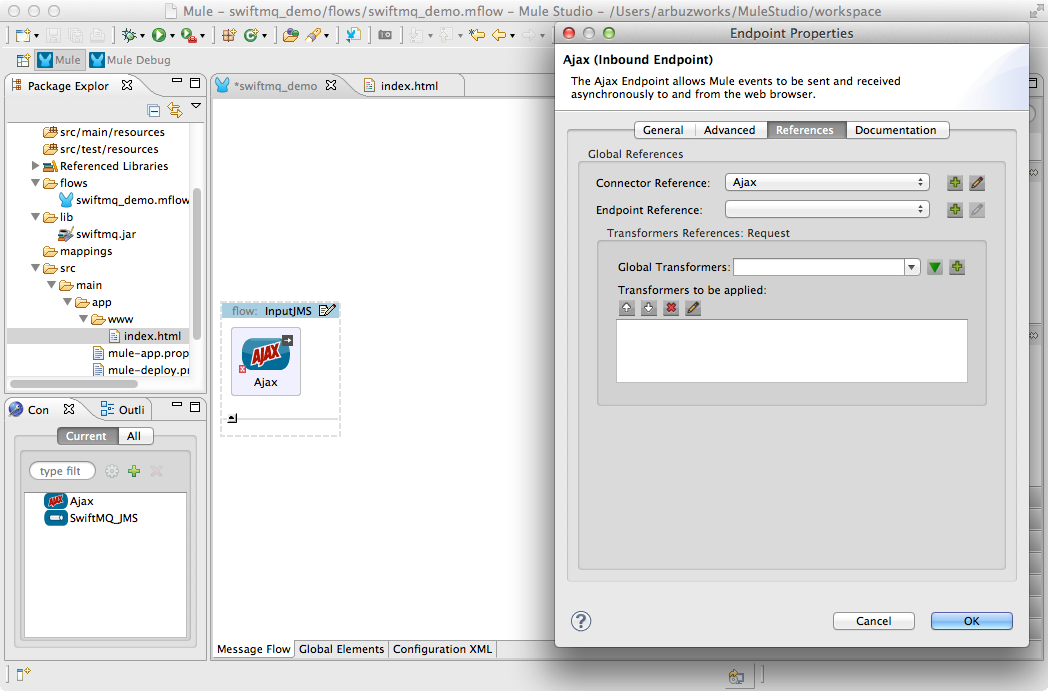 Mule – swiftmq_demo/flows/swiftmq_demo.mflow – Mule Studio – /Users/arbuzworks/MuleStudio/workspace
Mule
Mule Debug
Package Explor
src/main/resources
src/test/resources
Referenced Libraries
flows
swiftmq_demo.mflow
lib
swiftmq.jar
mappings
src
main
app
www
index.html
mule-app.prop
mule-deploy.pr
Con
Outli
Current
All
type filt
Ajax
SwiftMQ_JMS
*swiftmq_demo
index.html
flow: InputJMS
AJAX
Ajax
Message Flow
Global Elements
Configuration XML
Endpoint Properties
Ajax (Inbound Endpoint)
The Ajax Endpoint allows Mule events to be sent and received
asynchronously to and from the web browser.
General
Advanced
References
Documentation
Global References
Connector Reference: Ajax
Endpoint Reference:
Transformers References: Request
Global Transformers:
Transformers to be applied:
?
Cancel
OK